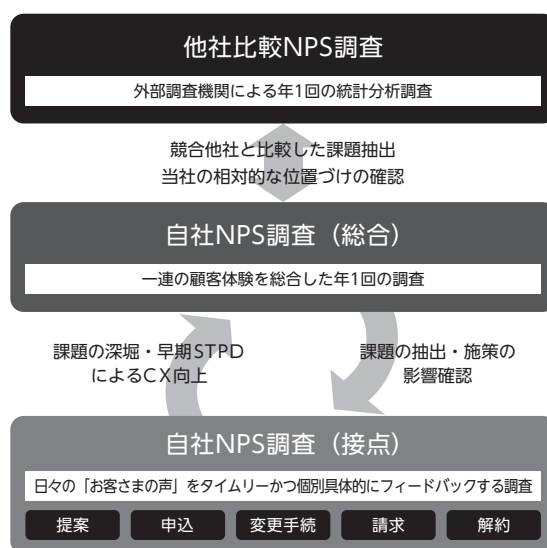 他社比較NPS調査
外部調査機関による年1回の統計分析調査
競合他社と比較した課題抽出
当社の相対的な位置づけの確認
自社NPS調査（総合）
一連の顧客体験を総合した年1回の調査
課題の深堀・早期STPD
によるCX向上
課題の抽出・施策の
影響確認
自社NPS調査（接点）
日々の「お客さまの声」をタイムリーかつ個別具体的にフィードバックする調査
提案 申込 変更手続 請求 解約